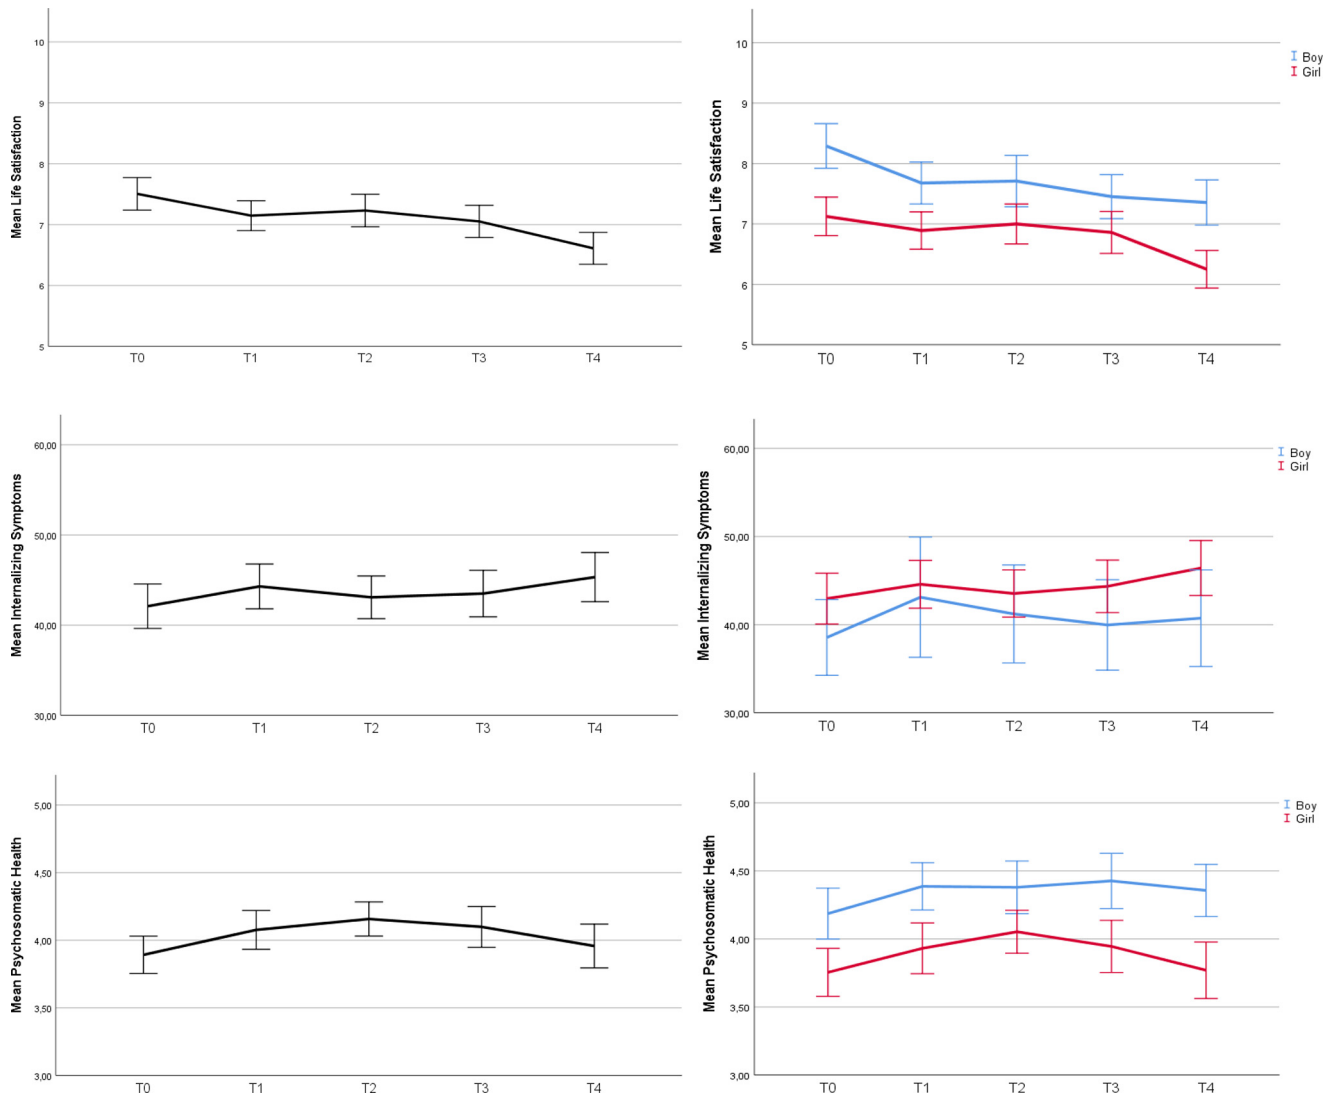 Mean Life Satisfaction
10
9
8
7
6
5
T0 T1 T2 T3 T4
Mean Life Satisfaction
10
9
8
7
6
5
T0 T1 T2 T3 T4
Boy
Girl
Mean Internalizing Symptoms
60,00
50,00
40,00
30,00
T0 T1 T2 T3 T4
Mean Internalizing Symptoms
60,00
50,00
40,00
30,00
T0 T1 T2 T3 T4
Boy
Girl
Mean Psychosomatic Health
5,00
4,50
4,00
3,50
3,00
T0 T1 T2 T3 T4
Mean Psychosomatic Health
5,00
4,50
4,00
3,50
3,00
T0 T1 T2 T3 T4
Boy
Girl